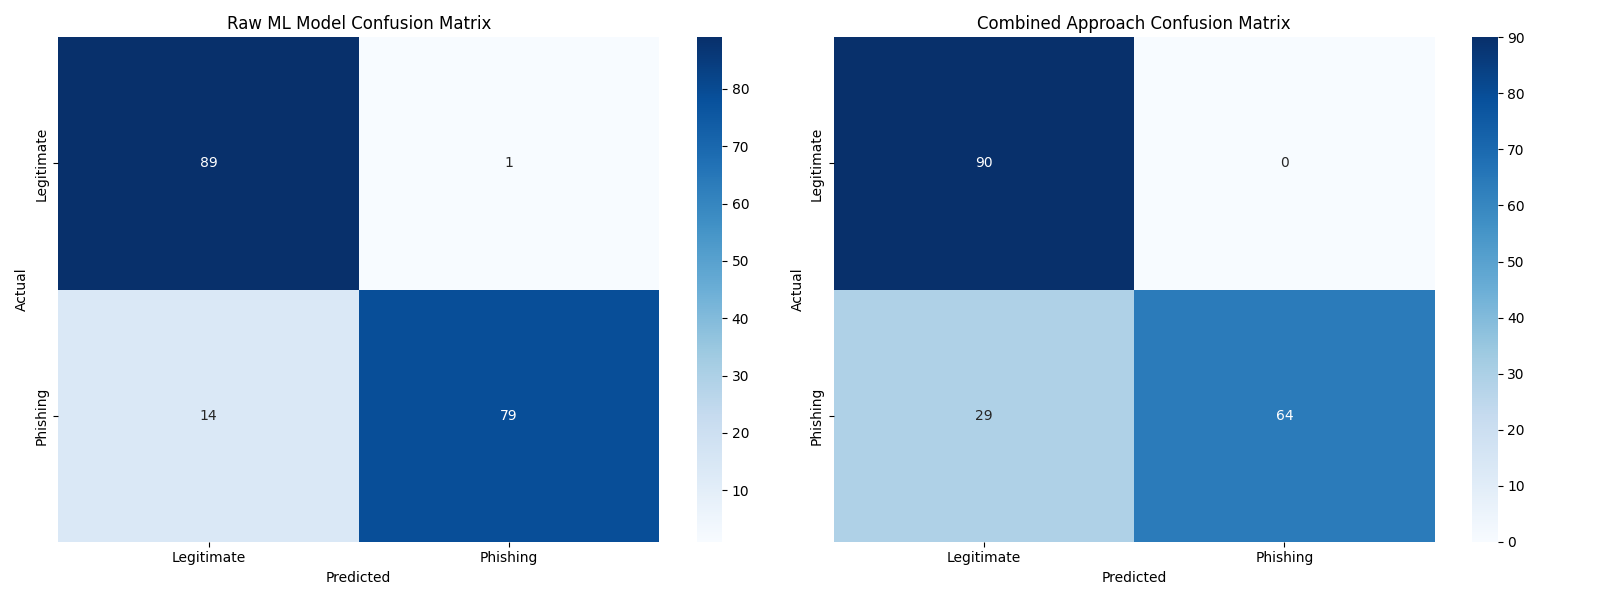 Raw ML Model Confusion Matrix
Actual
Legitimate
Phishing
89
1
14
79
Legitimate
Phishing
Predicted
80
70
60
50
40
30
20
10
Combined Approach Confusion Matrix
Actual
Legitimate
Phishing
90
0
29
64
Legitimate
Phishing
Predicted
90
80
70
60
50
40
30
20
10
0